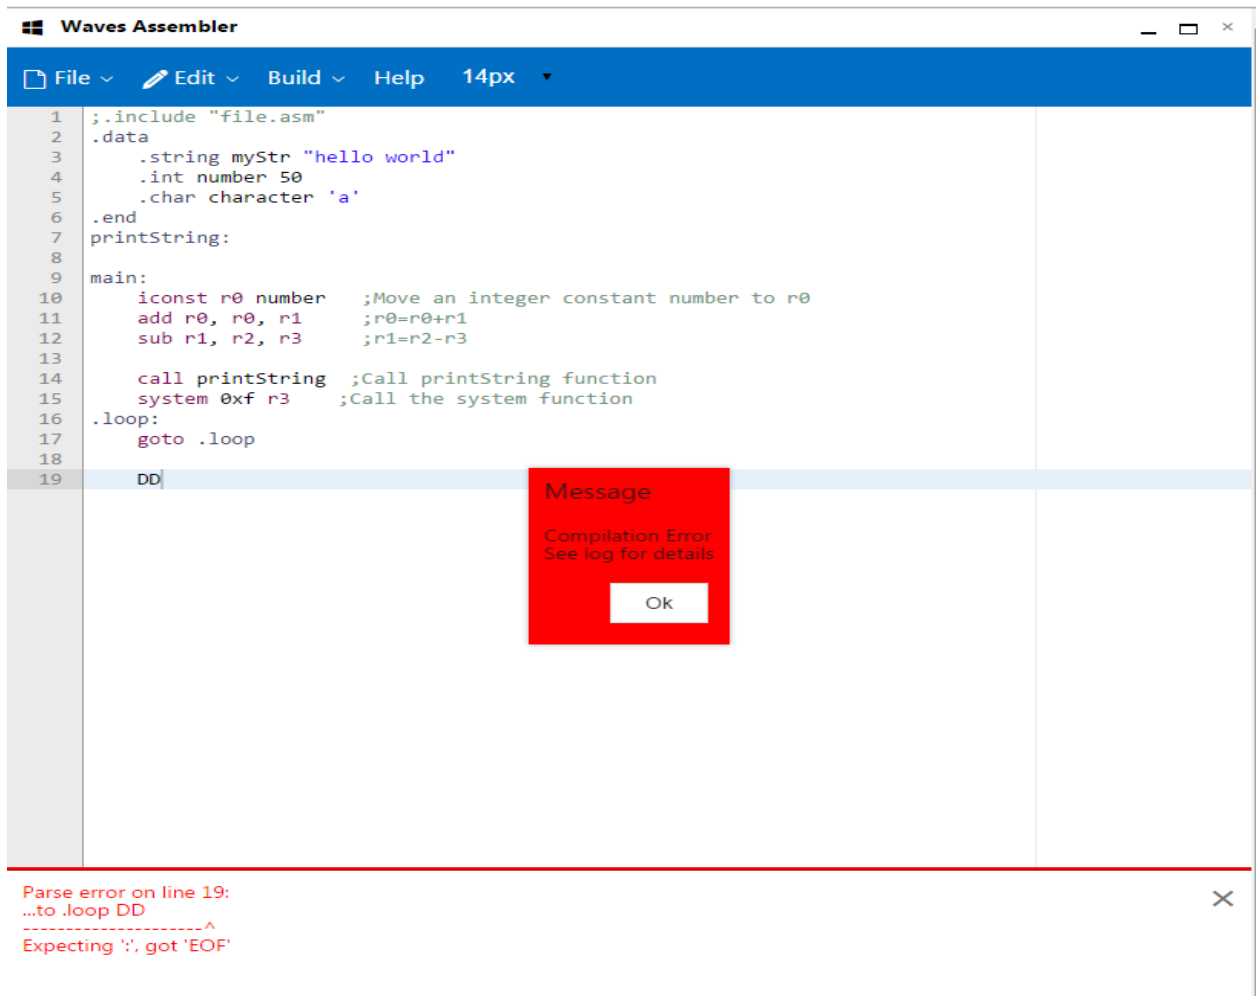 Waves Assembler
File Edit Build Help 14px
1 ;.include "file.asm"
2 .data
3 .string myStr "hello world"
4 .int number 50
5 .char character 'a'
6 .end
7 printString:
8
9 main:
10 iconst r0 number ;Move an integer constant number to r0
11 add r0, r0, r1 ;r0=r0+r1
12 sub r1, r2, r3 ;r1=r2-r3
13
14 call printString ;Call printString function
15 system 0xf r3 ;Call the system function
16 .loop:
17 goto .loop
18
19 DD
Message
Compilation Error
See log for details
Ok
Parse error on line 19:
...to .loop DD
---------------------^
Expecting ':', got 'EOF'